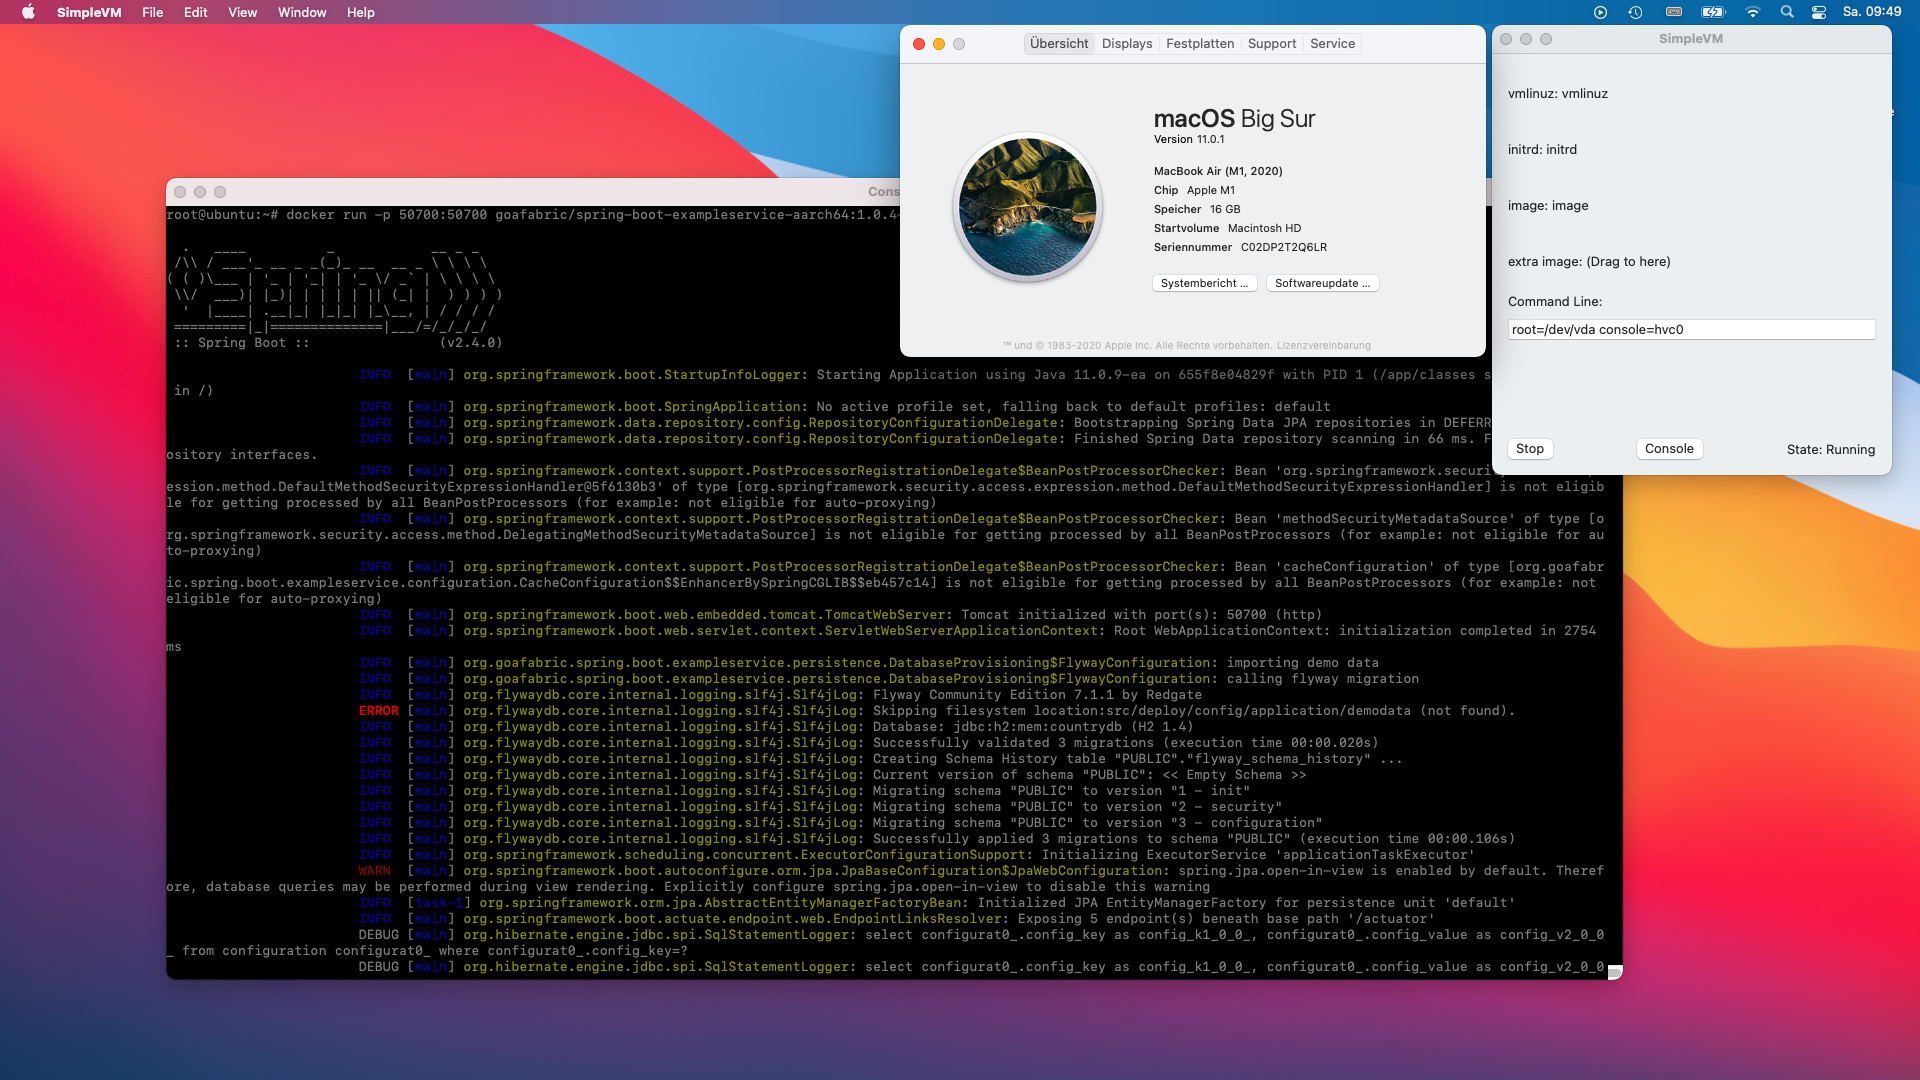 SimpleVM File Edit View Window Help
Sa. 09:49
Übersicht Displays Festplatten Support Service
macOS Big Sur
Version 11.0.1
MacBook Air (M1, 2020)
Chip Apple M1
Speicher 16 GB
Startvolume Macintosh HD
Seriennummer C02DP2T2Q6LR
Systembericht ... Softwareupdate ...
™ und © 1983-2020 Apple Inc. Alle Rechte vorbehalten. Lizenzvereinbarung
SimpleVM
vmlinuz: vmlinuz
initrd: initrd
image: image
extra image: (Drag to here)
Command Line:
root=/dev/vda console=hvc0
Stop Console State: Running
Cons
root@ubuntu:~# docker run -p 50700:50700 goafabric/spring-boot-exampleservice-aarch64:1.0.4-
:: Spring Boot :: (v2.4.0)
INFO [main] org.springframework.boot.StartupInfoLogger: Starting Application using Java 11.0.9-ea on 655f8e04829f with PID 1 (/app/classes s
in /)
INFO [main] org.springframework.boot.SpringApplication: No active profile set, falling back to default profiles: default
INFO [main] org.springframework.data.repository.config.RepositoryConfigurationDelegate: Bootstrapping Spring Data JPA repositories in DEFERR
INFO [main] org.springframework.data.repository.config.RepositoryConfigurationDelegate: Finished Spring Data repository scanning in 66 ms. F
ository interfaces.
INFO [main] org.springframework.context.support.PostProcessorRegistrationDelegate$BeanPostProcessorChecker: Bean 'org.springframework.securi
ession.method.DefaultMethodSecurityExpressionHandler@5f6130b3' of type [org.springframework.security.access.expression.method.DefaultMethodSecurityExpressionHandler] is not eligib
le for getting processed by all BeanPostProcessors (for example: not eligible for auto-proxying)
INFO [main] org.springframework.context.support.PostProcessorRegistrationDelegate$BeanPostProcessorChecker: Bean 'methodSecurityMetadataSource' of type [o
rg.springframework.security.access.method.DelegatingMethodSecurityMetadataSource] is not eligible for getting processed by all BeanPostProcessors (for example: not eligible for au
to-proxying)
INFO [main] org.springframework.context.support.PostProcessorRegistrationDelegate$BeanPostProcessorChecker: Bean 'cacheConfiguration' of type [org.goafabr
ic.spring.boot.exampleservice.configuration.CacheConfiguration$$EnhancerBySpringCGLIB$$eb457c14] is not eligible for getting processed by all BeanPostProcessors (for example: not
eligible for auto-proxying)
INFO [main] org.springframework.boot.web.embedded.tomcat.TomcatWebServer: Tomcat initialized with port(s): 50700 (http)
INFO [main] org.springframework.boot.web.servlet.context.ServletWebServerApplicationContext: Root WebApplicationContext: initialization completed in 2754
ms
INFO [main] org.goafabric.spring.boot.exampleservice.persistence.DatabaseProvisioning$FlywayConfiguration: importing demo data
INFO [main] org.goafabric.spring.boot.exampleservice.persistence.DatabaseProvisioning$FlywayConfiguration: calling flyway migration
INFO [main] org.flywaydb.core.internal.logging.slf4j.Slf4jLog: Flyway Community Edition 7.1.1 by Redgate
ERROR [main] org.flywaydb.core.internal.logging.slf4j.Slf4jLog: Skipping filesystem location:src/deploy/config/application/demodata (not found).
INFO [main] org.flywaydb.core.internal.logging.slf4j.Slf4jLog: Database: jdbc:h2:mem:countrydb (H2 1.4)
INFO [main] org.flywaydb.core.internal.logging.slf4j.Slf4jLog: Successfully validated 3 migrations (execution time 00:00.020s)
INFO [main] org.flywaydb.core.internal.logging.slf4j.Slf4jLog: Creating Schema History table "PUBLIC"."flyway_schema_history" ...
INFO [main] org.flywaydb.core.internal.logging.slf4j.Slf4jLog: Current version of schema "PUBLIC": << Empty Schema >>
INFO [main] org.flywaydb.core.internal.logging.slf4j.Slf4jLog: Migrating schema "PUBLIC" to version "1 - init"
INFO [main] org.flywaydb.core.internal.logging.slf4j.Slf4jLog: Migrating schema "PUBLIC" to version "2 - security"
INFO [main] org.flywaydb.core.internal.logging.slf4j.Slf4jLog: Migrating schema "PUBLIC" to version "3 - configuration"
INFO [main] org.flywaydb.core.internal.logging.slf4j.Slf4jLog: Successfully applied 3 migrations to schema "PUBLIC" (execution time 00:00.106s)
INFO [main] org.springframework.scheduling.concurrent.ExecutorConfigurationSupport: Initializing ExecutorService 'applicationTaskExecutor'
WARN [main] org.springframework.boot.autoconfigure.orm.jpa.JpaBaseConfiguration$JpaWebConfiguration: spring.jpa.open-in-view is enabled by default. Theref
ore, database queries may be performed during view rendering. Explicitly configure spring.jpa.open-in-view to disable this warning
INFO [task-1] org.springframework.orm.jpa.AbstractEntityManagerFactoryBean: Initialized JPA EntityManagerFactory for persistence unit 'default'
INFO [main] org.springframework.boot.actuate.endpoint.web.EndpointLinksResolver: Exposing 5 endpoint(s) beneath base path '/actuator'
DEBUG [main] org.hibernate.engine.jdbc.spi.SqlStatementLogger: select configurat0_.config_key as config_k1_0_0_, configurat0_.config_value as config_v2_0_0
_ from configuration configurat0_ where configurat0_.config_key=?
DEBUG [main] org.hibernate.engine.jdbc.spi.SqlStatementLogger: select configurat0_.config_key as config_k1_0_0_, configurat0_.config_value as config_v2_0_0